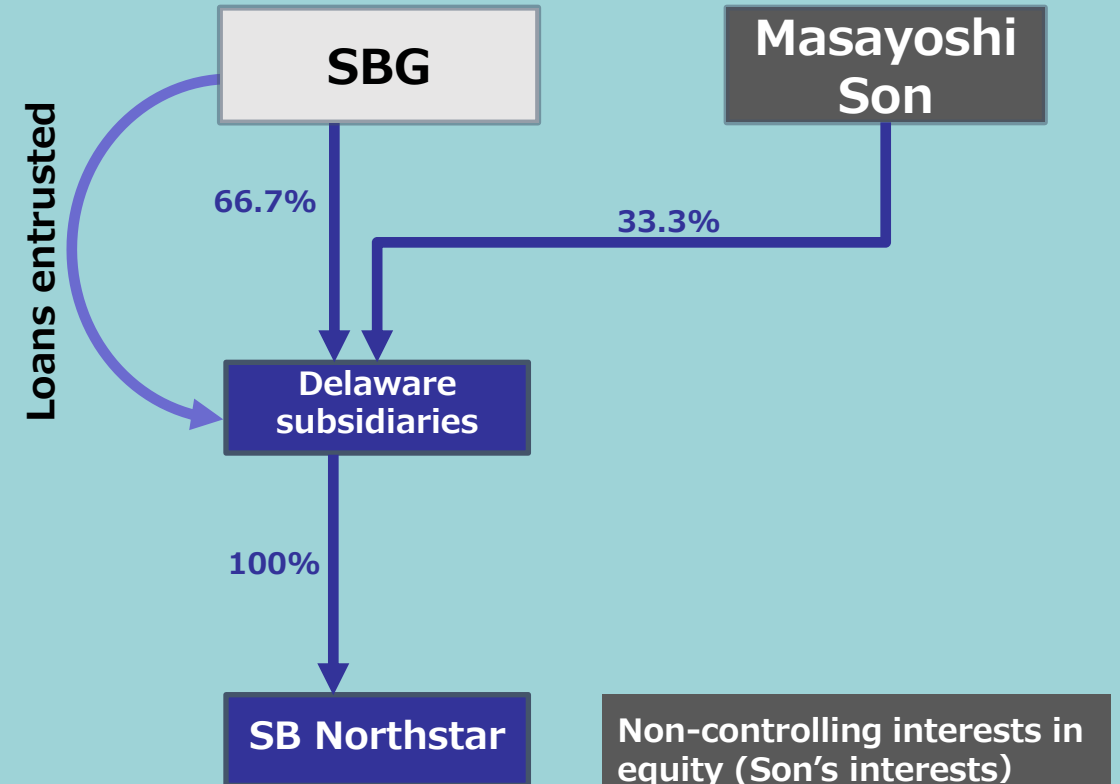 SBG
Masayoshi
Son
Loans entrusted
66.7%
33.3%
Delaware
subsidiaries
100%
SB Northstar
Non-controlling interests in
equity (Son’s interests)